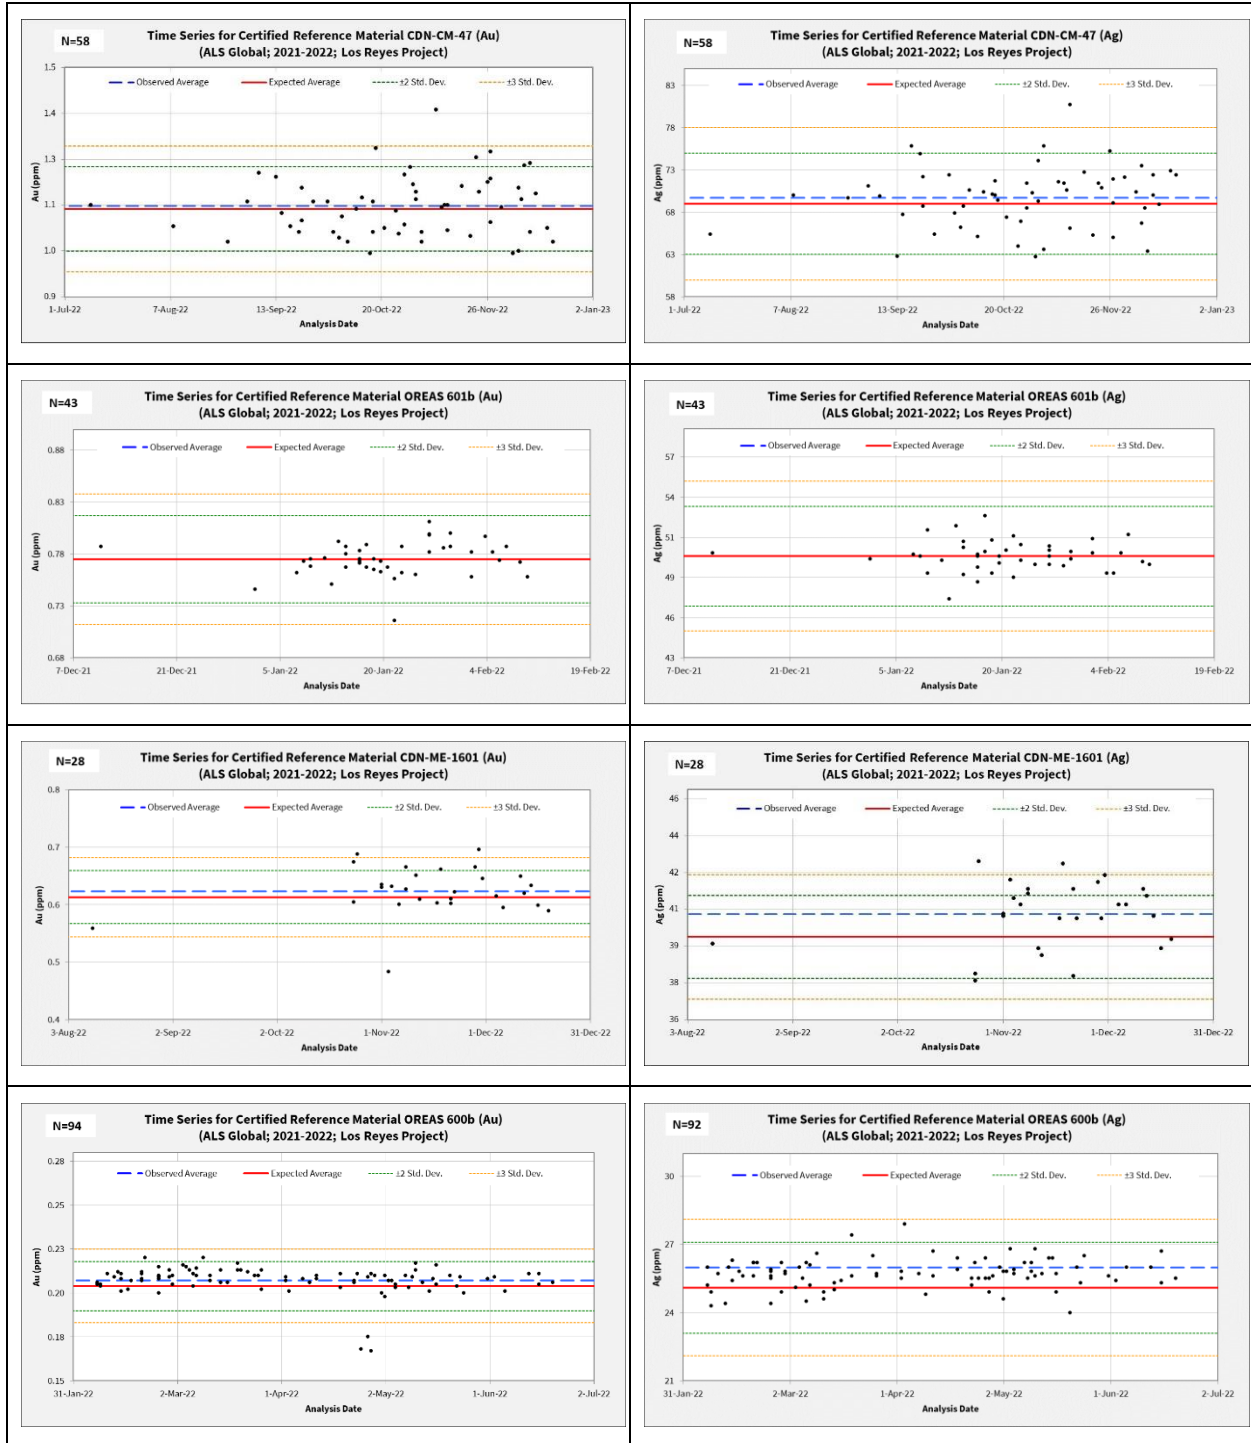 N=58
Time Series for Certified Reference Material CDN-CM-47 (Au)
(ALS Global; 2021-2022; Los Reyes Project)
Observed Average Expected Average ±2 Std. Dev. ±3 Std. Dev.
Au (ppm)
1.5
1.4
1.3
1.1
1.0
0.9
1-Jul-22 7-Aug-22 13-Sep-22 20-Oct-22 26-Nov-22 2-Jan-23
Analysis Date
N=58
Time Series for Certified Reference Material CDN-CM-47 (Ag)
(ALS Global; 2021-2022; Los Reyes Project)
Observed Average Expected Average ±2 Std. Dev. ±3 Std. Dev.
Ag (ppm)
83
78
73
68
63
58
1-Jul-22 7-Aug-22 13-Sep-22 20-Oct-22 26-Nov-22 2-Jan-23
Analysis Date
N=43
Time Series for Certified Reference Material OREAS 601b (Au)
(ALS Global; 2021-2022; Los Reyes Project)
Observed Average Expected Average ±2 Std. Dev. ±3 Std. Dev.
Au (ppm)
0.88
0.83
0.78
0.73
0.68
7-Dec-21 21-Dec-22 5-Jan-22 20-Jan-22 4-Feb-22 19-Feb-22
Analysis Date
N=43
Time Series for Certified Reference Material OREAS 601b (Ag)
(ALS Global; 2021-2022; Los Reyes Project)
Observed Average Expected Average ±2 Std. Dev. ±3 Std. Dev.
Ag (ppm)
57
54
51
49
46
43
7-Dec-21 21-Dec-22 5-Jan-22 20-Jan-22 4-Feb-22 19-Feb-22
Analysis Date
N=28
Time Series for Certified Reference Material CDN-ME-1601 (Au)
(ALS Global; 2021-2022; Los Reyes Project)
Observed Average Expected Average ±2 Std. Dev. ±3 Std. Dev.
Au (ppm)
0.8
0.7
0.6
0.5
0.4
3-Aug-22 2-Sep-22 2-Oct-22 1-Nov-22 1-Dec-22 31-Dec-22
Analysis Date
N=28
Time Series for Certified Reference Material CDN-ME-1601 (Ag)
(ALS Global; 2021-2022; Los Reyes Project)
Observed Average Expected Average ±2 Std. Dev. ±3 Std. Dev.
Ag (ppm)
46
44
42
41
39
38
36
3-Aug-22 2-Sep-22 2-Oct-22 1-Nov-22 1-Dec-22 31-Dec-22
Analysis Date
N=94
Time Series for Certified Reference Material OREAS 600b (Au)
(ALS Global; 2021-2022; Los Reyes Project)
Observed Average Expected Average ±2 Std. Dev. ±3 Std. Dev.
Au (ppm)
0.28
0.25
0.23
0.20
0.18
0.15
31-Jan-22 2-Mar-22 1-Apr-22 2-May-22 1-Jun-22 2-Jul-22
Analysis Date
N=92
Time Series for Certified Reference Material OREAS 600b (Ag)
(ALS Global; 2021-2022; Los Reyes Project)
Observed Average Expected Average ±2 Std. Dev. ±3 Std. Dev.
Ag (ppm)
30
27
24
21
31-Jan-22 2-Mar-22 1-Apr-22 2-May-22 1-Jun-22 2-Jul-22
Analysis Date